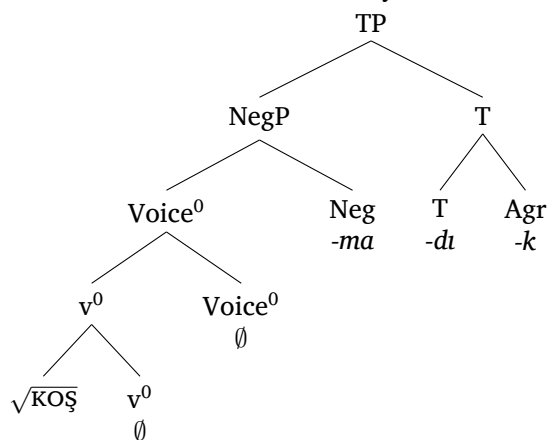 TP
NegP T
Voice⁰ Neg T Agr
-ma -dı -k
v⁰ Voice⁰
∅
√KOŞ v⁰
∅